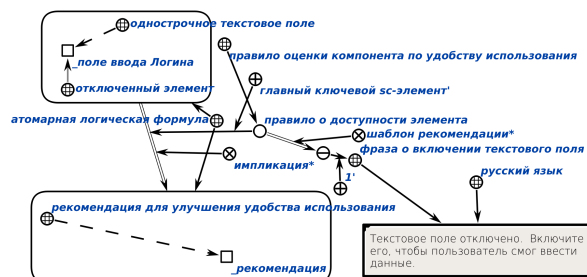 однострочное текстовое поле
_поле ввода Логина
правило оценки компонента по удобству использования
отключенный элемент
главный ключевой sc-элемент'
атомарная логическая формула
правило о доступности элемента
шаблон рекомендации*
фраза о включении текстового поля
импликация*
1'
русский язык
рекомендация для улучшения удобства использования
_рекомендация
Текстовое поле отключено. Включите
его, чтобы пользователь смог ввести
данные.